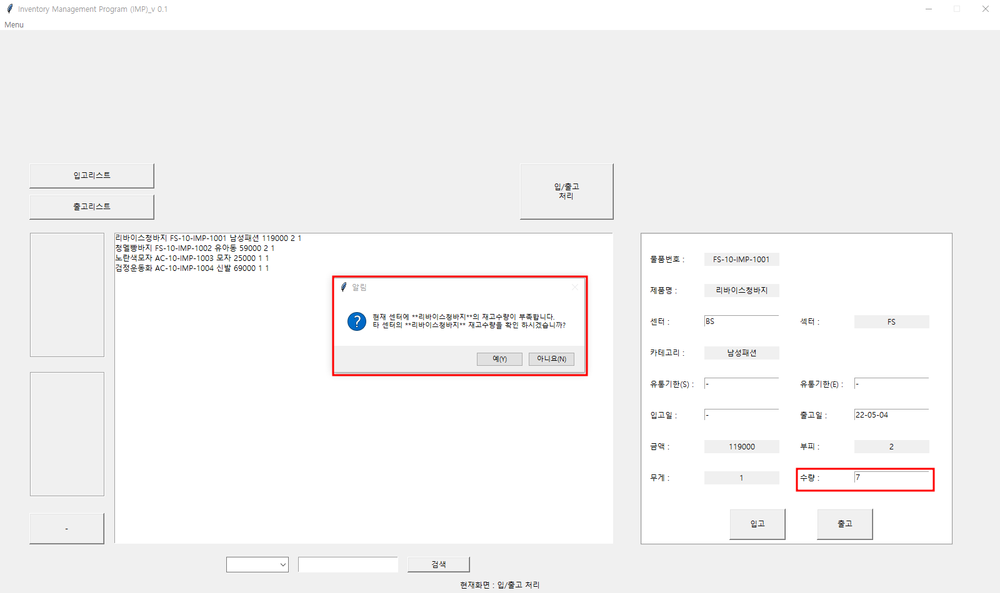 Inventory Management Program (IMP)_v 0.1
Menu
입고리스트
출고리스트
입/출고
처리
리바이스청바지 FS-10-IMP-1001 남성패션 119000 2 1
청멜빵바지 FS-10-IMP-1002 유아동 59000 2 1
노란색모자 AC-10-IMP-1003 모자 25000 1 1
검정운동화 AC-10-IMP-1004 신발 69000 1 1
알림
현재 센터에 **리바이스청바지**의 재고수량이 부족합니다.
타 센터의 **리바이스청바지** 재고수량을 확인 하시겠습니까?
예(Y) 아니요(N)
물품번호 : FS-10-IMP-1001
제품명 : 리바이스청바지
센터 : BS 섹터 : FS
카테고리 : 남성패션
유통기한(S) : - 유통기한(E) : -
입고일 : - 출고일 : 22-05-04
금액 : 119000 부피 : 2
무게 : 1 수량 : 7
입고 출고
-
검색
현재화면 : 입/출고 처리